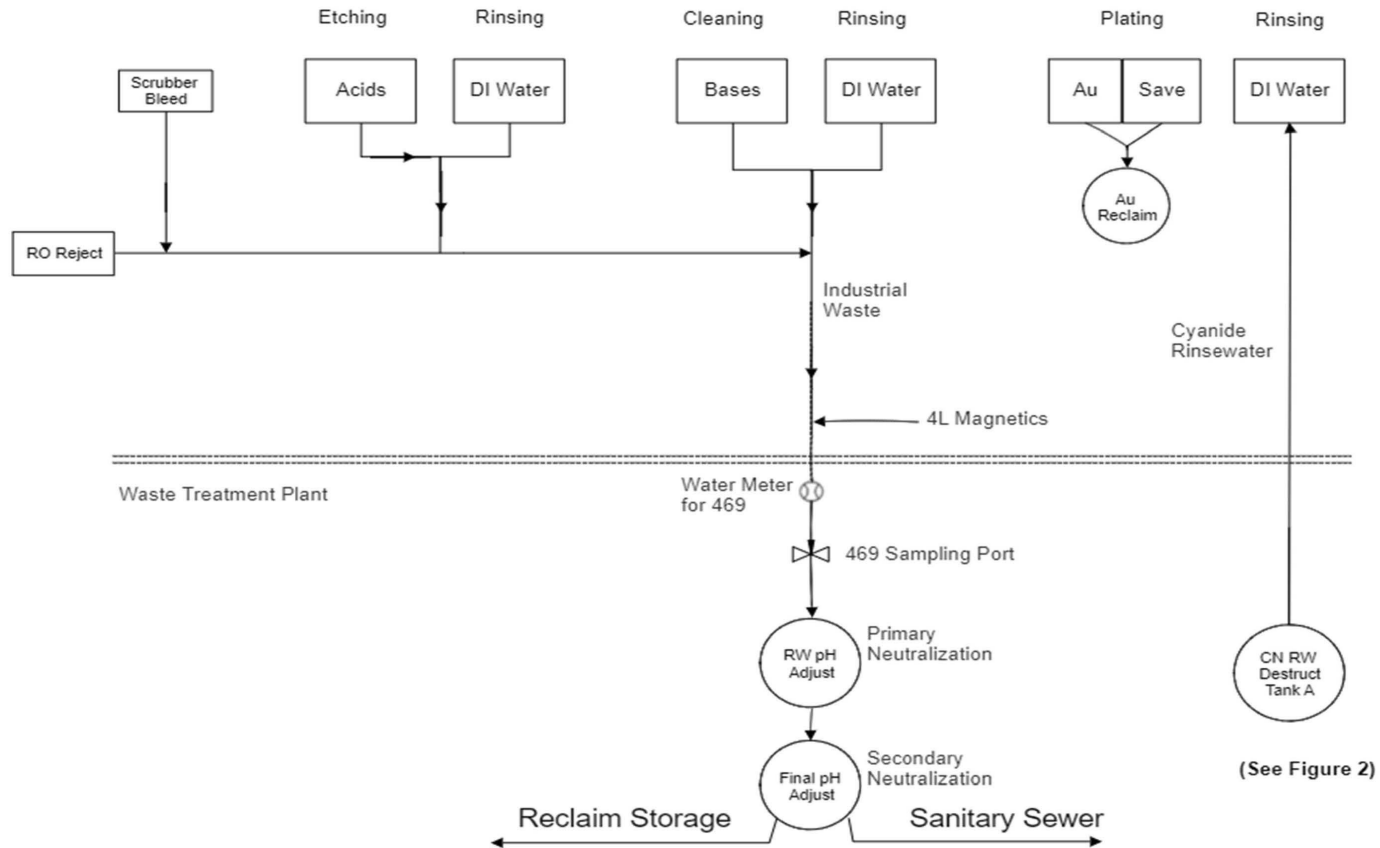 Etching
Rinsing
Cleaning
Rinsing
Plating
Rinsing
Scrubber
Bleed
Acids
DI Water
Bases
DI Water
Au
Save
DI Water
Au
Reclaim
RO Reject
Industrial
Waste
Cyanide
Rinsewater
4L Magnetics
Waste Treatment Plant
Water Meter
for 469
469 Sampling Port
RW pH
Adjust
Primary
Neutralization
CN RW
Destruct
Tank A
Final pH
Adjust
Secondary
Neutralization
(See Figure 2)
Reclaim Storage
Sanitary Sewer